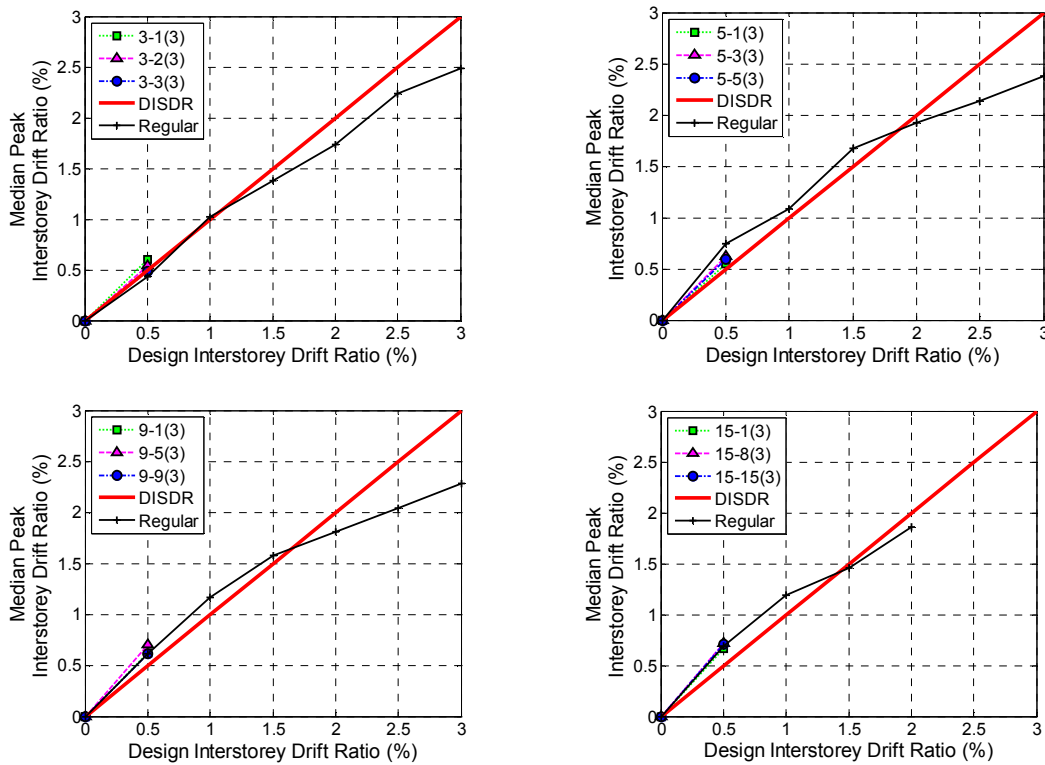 3
2.5
2
1.5
1
0.5
0
Median Peak
Interstorey Drift Ratio (%)
3-1(3)
3-2(3)
3-3(3)
DISDR
Regular
0 0.5 1 1.5 2 2.5 3
Design Interstorey Drift Ratio (%)
3
2.5
2
1.5
1
0.5
0
Median Peak
Interstorey Drift Ratio (%)
5-1(3)
5-3(3)
5-5(3)
DISDR
Regular
0 0.5 1 1.5 2 2.5 3
Design Interstorey Drift Ratio (%)
3
2.5
2
1.5
1
0.5
0
Median Peak
Interstorey Drift Ratio (%)
9-1(3)
9-5(3)
9-9(3)
DISDR
Regular
0 0.5 1 1.5 2 2.5 3
Design Interstorey Drift Ratio (%)
3
2.5
2
1.5
1
0.5
0
Median Peak
Interstorey Drift Ratio (%)
15-1(3)
15-8(3)
15-15(3)
DISDR
Regular
0 0.5 1 1.5 2 2.5 3
Design Interstorey Drift Ratio (%)